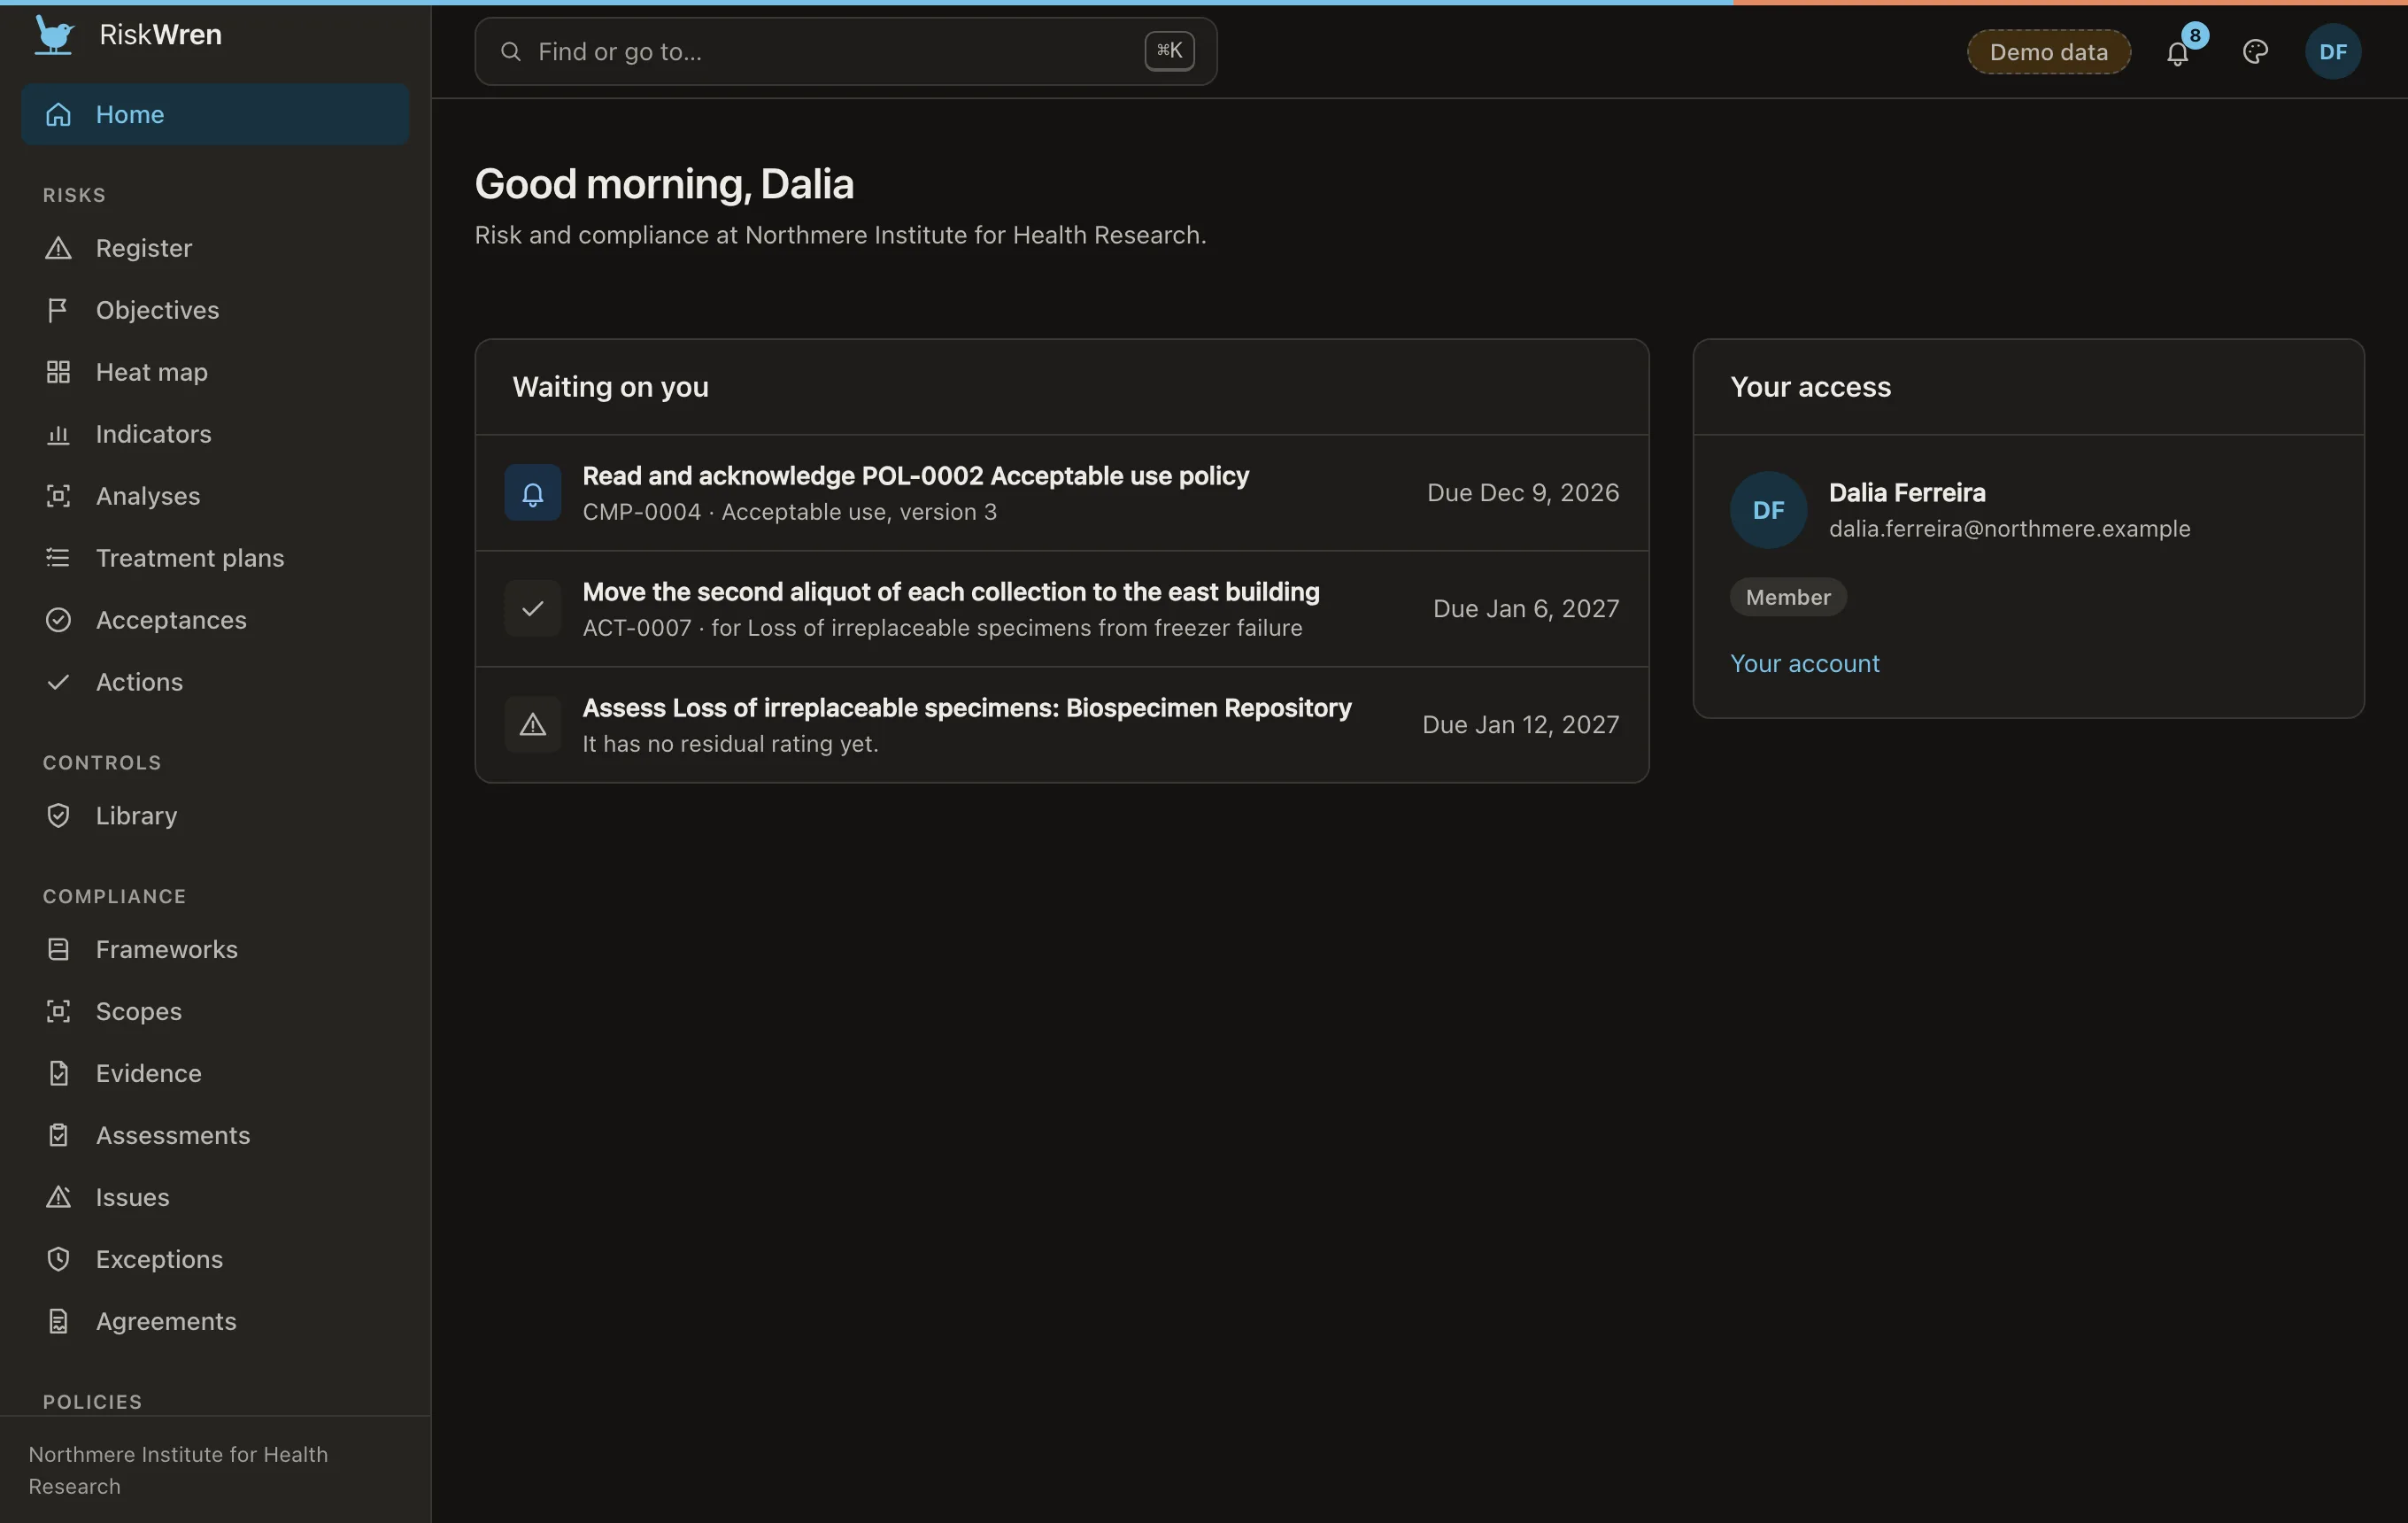 RiskWren
Find or go to...
⌘K
Demo data
8
DF
Home
RISKS
Register
Objectives
Heat map
Indicators
Analyses
Treatment plans
Acceptances
Actions
CONTROLS
Library
COMPLIANCE
Frameworks
Scopes
Evidence
Assessments
Issues
Exceptions
Agreements
POLICIES
Northmere Institute for Health
Research
Good morning, Dalia
Risk and compliance at Northmere Institute for Health Research.
Waiting on you
Read and acknowledge POL-0002 Acceptable use policy
CMP-0004 · Acceptable use, version 3
Due Dec 9, 2026
Move the second aliquot of each collection to the east building
ACT-0007 · for Loss of irreplaceable specimens from freezer failure
Due Jan 6, 2027
Assess Loss of irreplaceable specimens: Biospecimen Repository
It has no residual rating yet.
Due Jan 12, 2027
Your access
DF
Dalia Ferreira
dalia.ferreira@northmere.example
Member
Your account